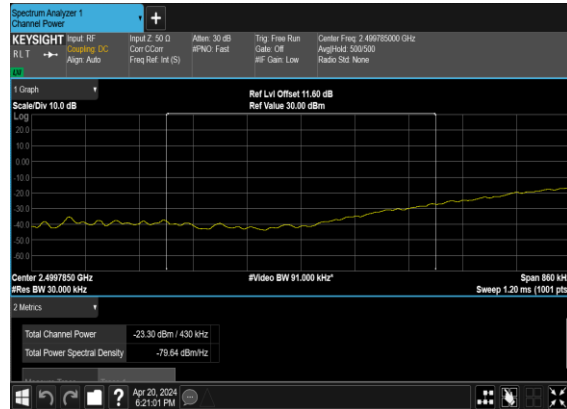 Spectrum Analyzer 1
Channel Power
+
KEYSIGHT
RLT
LW
Input: RF
Coupling: DC
Align: Auto
Input Z: 50 Ω
Corr CCorr
Freq Ref: Int (S)
Atten: 30 dB
#PNO: Fast
Trig: Free Run
Gate: Off
#IF Gain: Low
Center Freq: 2.499785000 GHz
Avg|Hold: 500/500
Radio Std: None
1 Graph
Scale/Div 10.0 dB
Ref Lvl Offset 11.60 dB
Ref Value 30.00 dBm
Log
20.0
10.0
0.00
-10.0
-20.0
-30.0
-40.0
-50.0
-60.0
Center 2.4997850 GHz
#Res BW 30.000 kHz
#Video BW 91.000 kHz*
Span 860 kH
Sweep 1.20 ms (1001 pts
2 Metrics
Total Channel Power -23.30 dBm / 430 kHz
Total Power Spectral Density -79.64 dBm/Hz
?
Apr 20, 2024
6:21:01 PM